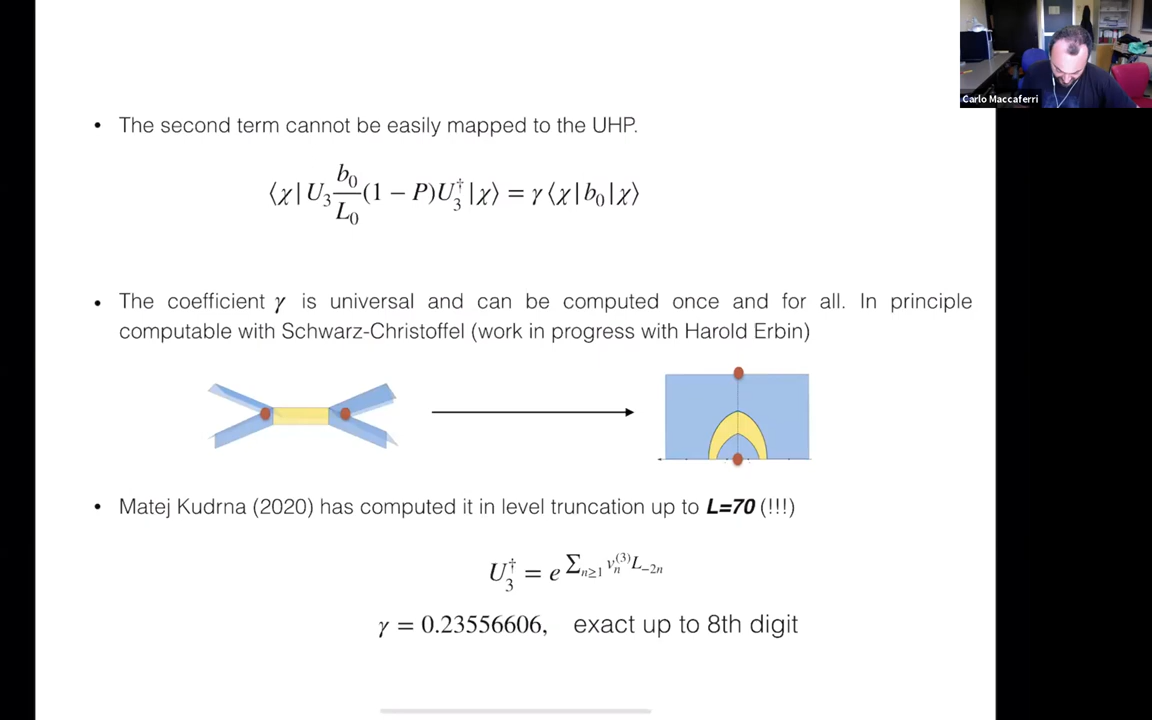 Carlo Maccaferri
• The second term cannot be easily mapped to the UHP.
⟨χ| U₃ b₀/L₀ (1 − P)U₃† |χ⟩ = γ ⟨χ| b₀ |χ⟩
• The coefficient γ is universal and can be computed once and for all. In principle
computable with Schwarz-Christoffel (work in progress with Harold Erbin)
• Matej Kudrna (2020) has computed it in level truncation up to L=70 (!!!)
U₃† = e^{∑_{n≥1} v_n^{(3)} L_{−2n}}
γ = 0.23556606, exact up to 8th digit